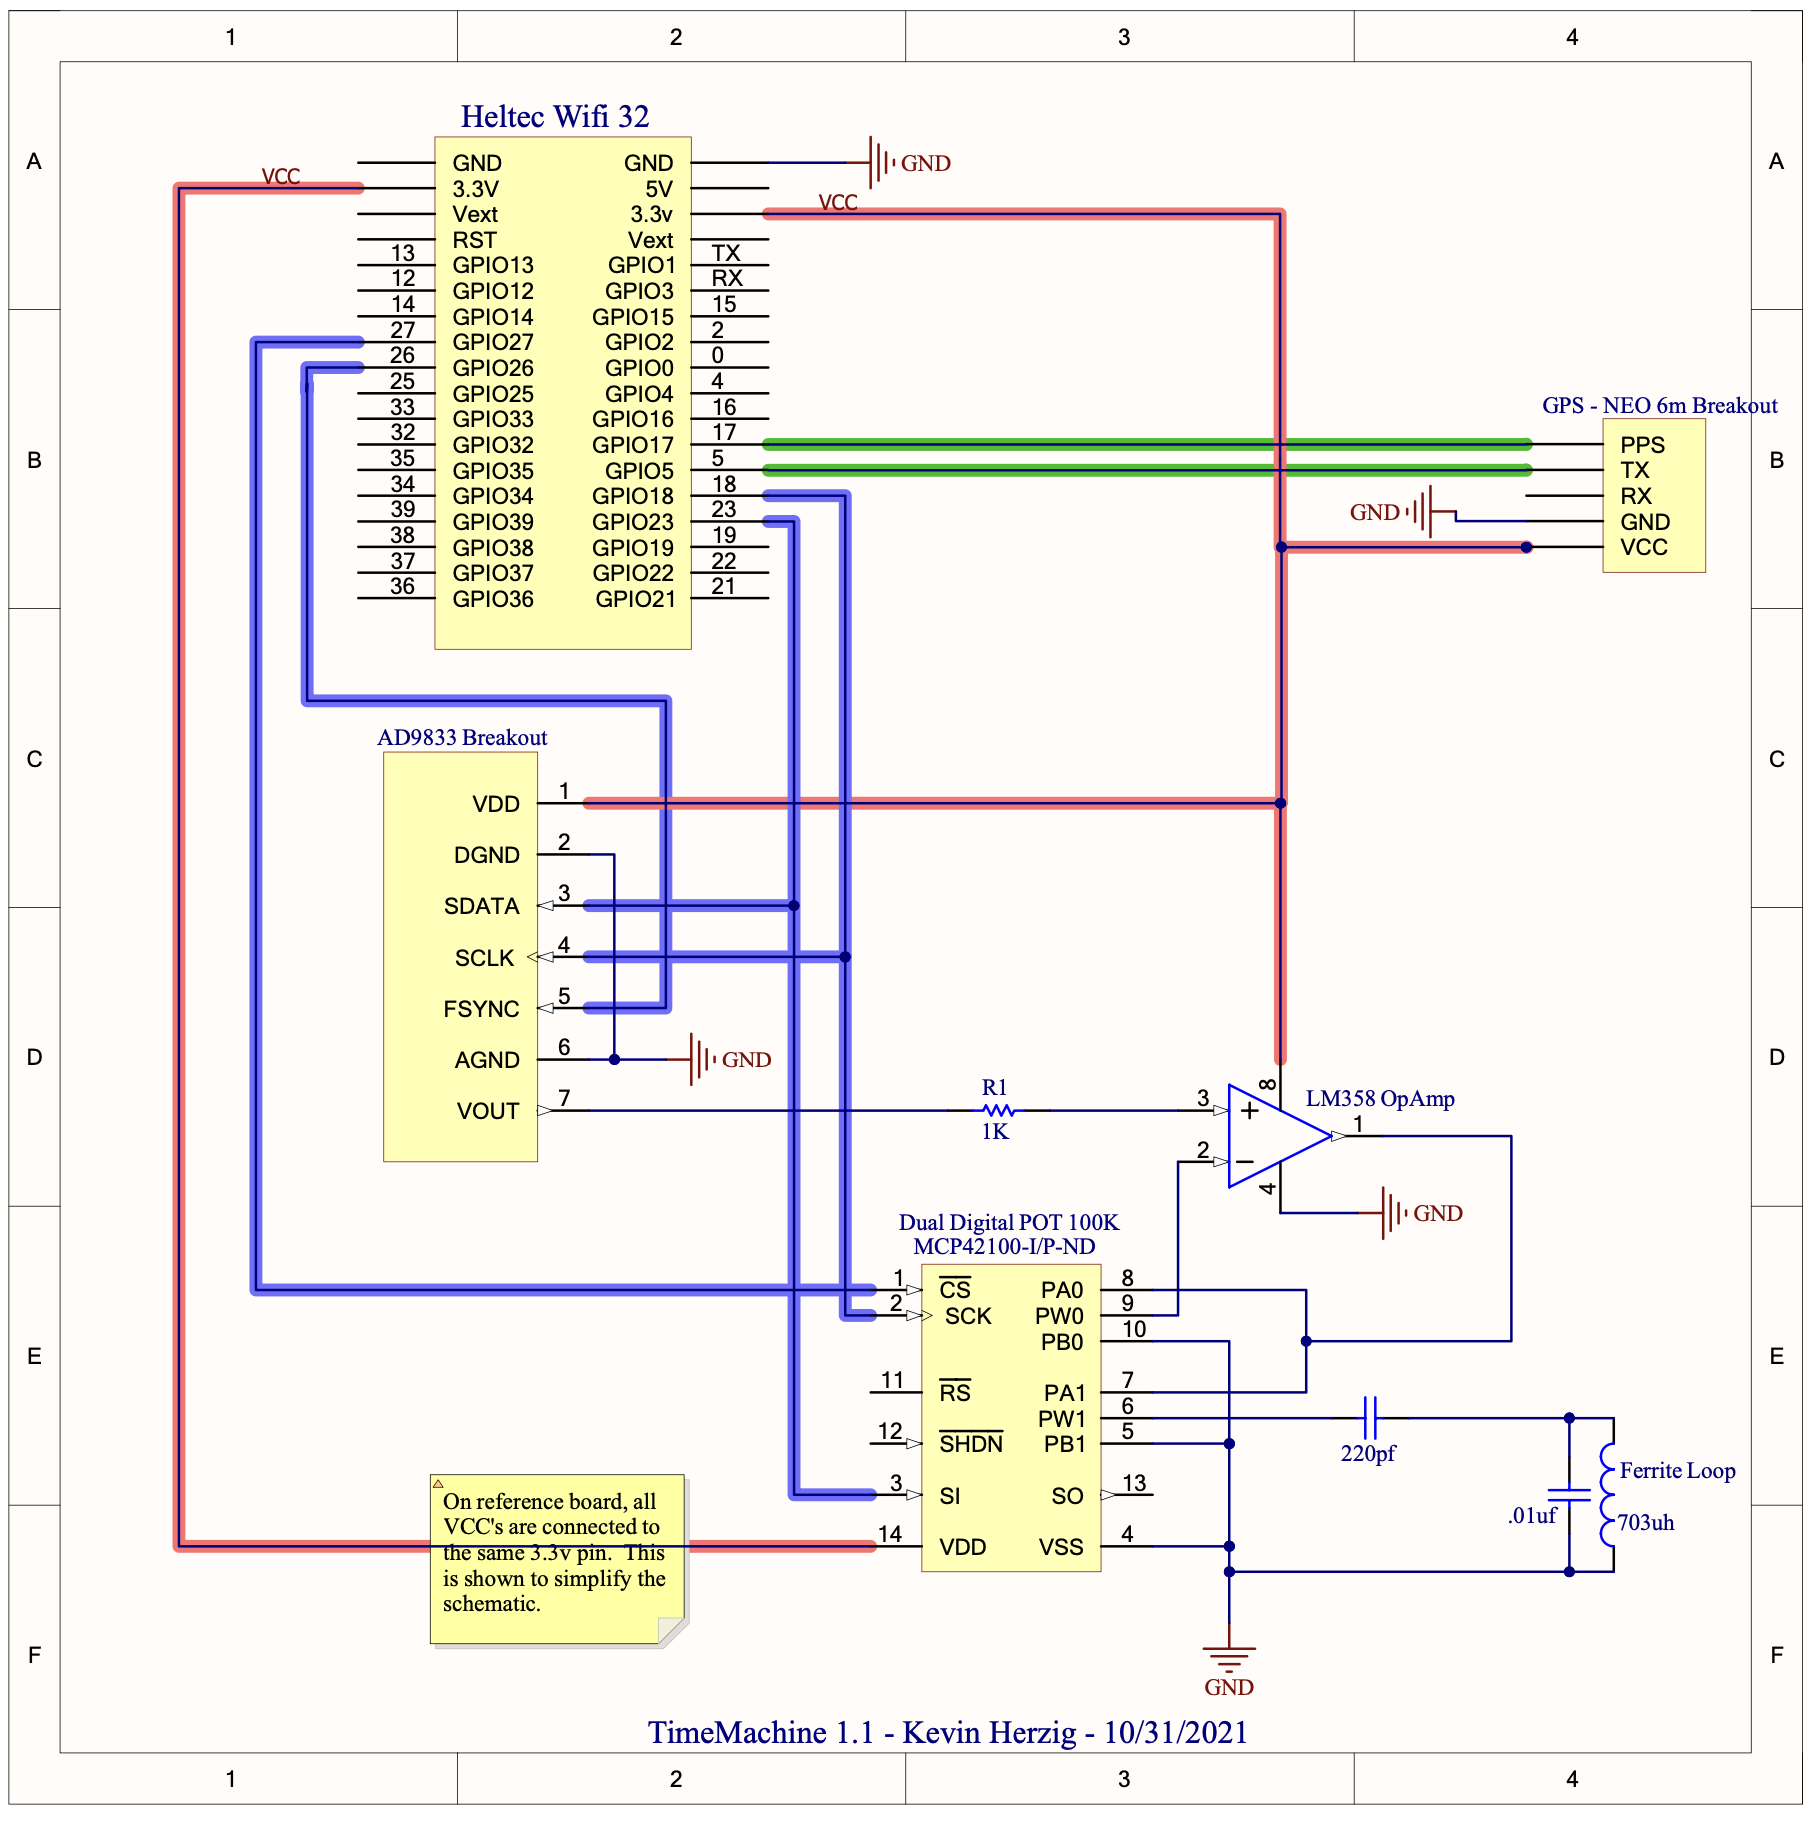 1 2 3 4
A A
B B
C C
D D
E E
F F
Heltec Wifi 32
VCC
GND
3.3V
Vext
RST
13 GPIO13
12 GPIO12
14 GPIO14
27 GPIO27
26 GPIO26
25 GPIO25
33 GPIO33
32 GPIO32
35 GPIO35
34 GPIO34
39 GPIO39
38 GPIO38
37 GPIO37
36 GPIO36
GND GND
5V
3.3v VCC
Vext
GPIO1 TX
GPIO3 RX
GPIO15 15
GPIO2 2
GPIO0 0
GPIO4 4
GPIO16 16
GPIO17 17
GPIO5 5
GPIO18 18
GPIO23 23
GPIO19 19
GPIO22 22
GPIO21 21
GPS - NEO 6m Breakout
PPS
TX
RX
GND GND
VCC
AD9833 Breakout
VDD 1
DGND 2
SDATA 3
SCLK 4
FSYNC 5
AGND 6 GND
VOUT 7
R1
1K
LM358 OpAmp
3 +
2 −
8
1
4 GND
Dual Digital POT 100K
MCP42100-I/P-ND
1 CS
2 SCK
11 RS
12 SHDN
3 SI
14 VDD
PA0 8
PW0 9
PB0 10
PA1 7
PW1 6
PB1 5
SO 13
VSS 4
220pf
.01uf
Ferrite Loop
703uh
GND
On reference board, all
VCC's are connected to
the same 3.3v pin. This
is shown to simplify the
schematic.
TimeMachine 1.1 - Kevin Herzig - 10/31/2021
1 2 3 4